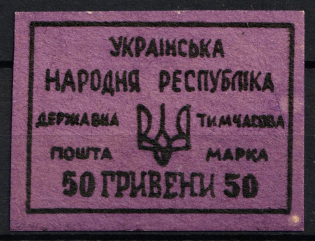 УКРАЇНСЬКА
НАРОДНЯ РЕСПУБЛІКА
ДЕРЖАВНА ТИМЧАСОВА
ПОШТА МАРКА
50 ГРИВЕНИ 50